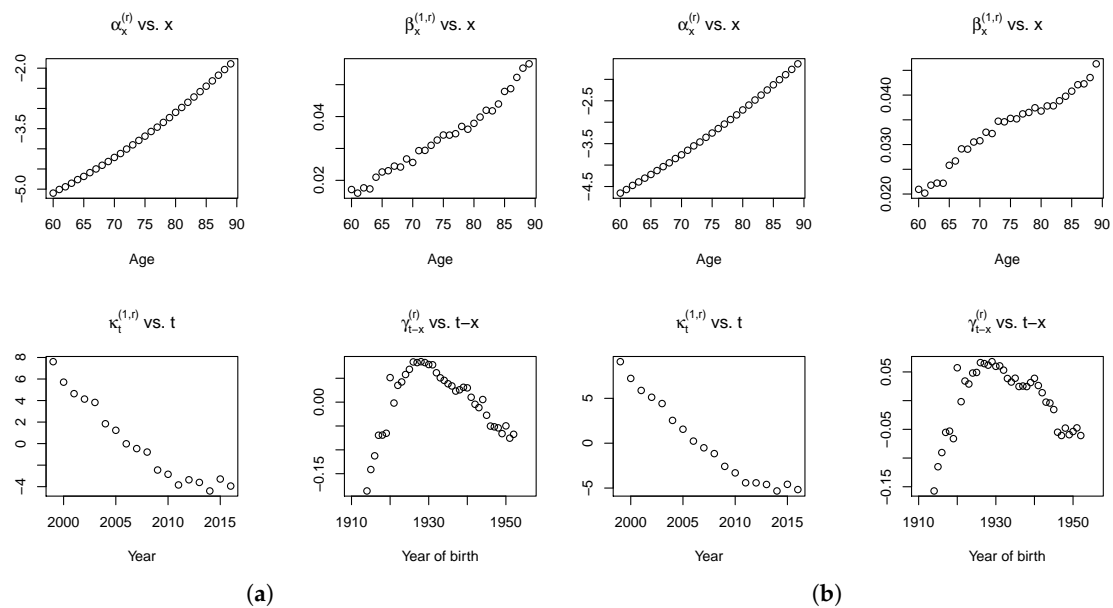 α_x^(r) vs. x
−5.0 −3.5 −2.0
60 65 70 75 80 85 90
Age
β_x^(1,r) vs. x
0.02 0.04
60 65 70 75 80 85 90
Age
α_x^(r) vs. x
−4.5 −3.5 −2.5
60 65 70 75 80 85 90
Age
β_x^(1,r) vs. x
0.020 0.030 0.040
60 65 70 75 80 85 90
Age
κ_t^(1,r) vs. t
−4 −2 0 2 4 6 8
2000 2005 2010 2015
Year
γ_t−x^(r) vs. t−x
−0.15 0.00
1910 1930 1950
Year of birth
κ_t^(1,r) vs. t
−5 0 5
2000 2005 2010 2015
Year
γ_t−x^(r) vs. t−x
−0.15 −0.05 0.05
1910 1930 1950
Year of birth
(a)
(b)